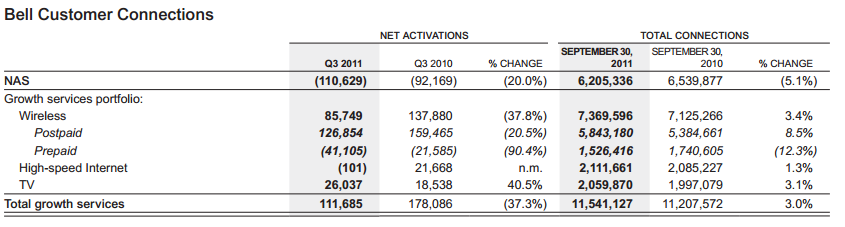 Bell Customer Connections
NET ACTIVATIONS TOTAL CONNECTIONS
SEPTEMBER 30, SEPTEMBER 30,
Q3 2011 Q3 2010 % CHANGE 2011 2010 % CHANGE
NAS (110,629) (92,169) (20.0%) 6,205,336 6,539,877 (5.1%)
Growth services portfolio:
Wireless 85,749 137,880 (37.8%) 7,369,596 7,125,266 3.4%
Postpaid 126,854 159,465 (20.5%) 5,843,180 5,384,661 8.5%
Prepaid (41,105) (21,585) (90.4%) 1,526,416 1,740,605 (12.3%)
High-speed Internet (101) 21,668 n.m. 2,111,661 2,085,227 1.3%
TV 26,037 18,538 40.5% 2,059,870 1,997,079 3.1%
Total growth services 111,685 178,086 (37.3%) 11,541,127 11,207,572 3.0%